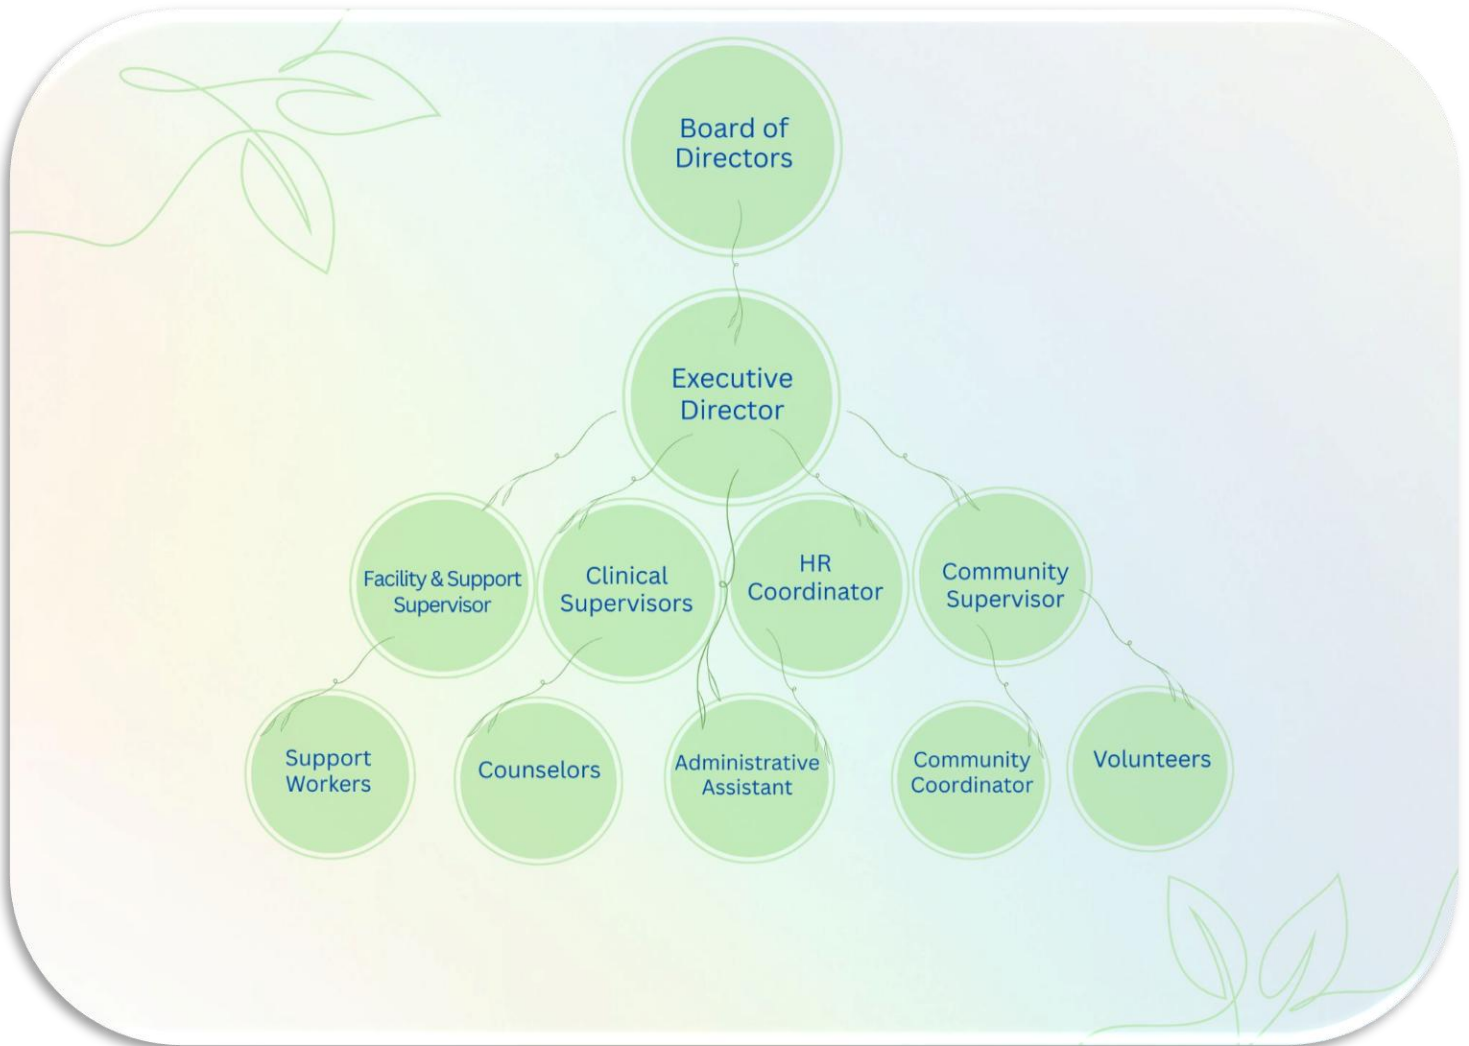 Board of
Directors
Executive
Director
Facility & Support
Supervisor
Clinical
Supervisors
HR
Coordinator
Community
Supervisor
Support
Workers
Counselors
Administrative
Assistant
Community
Coordinator
Volunteers